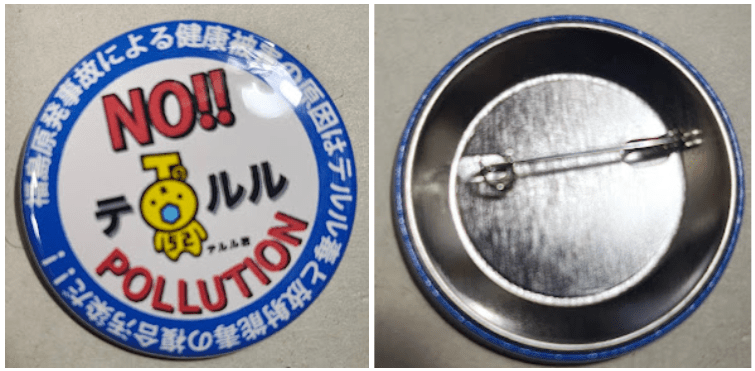 福島原発事故による健康被害の原因はテルル毒と放射能毒の複合汚染だ！！
NO!!
T
テ ルル
52
テルル君
POLLUTION